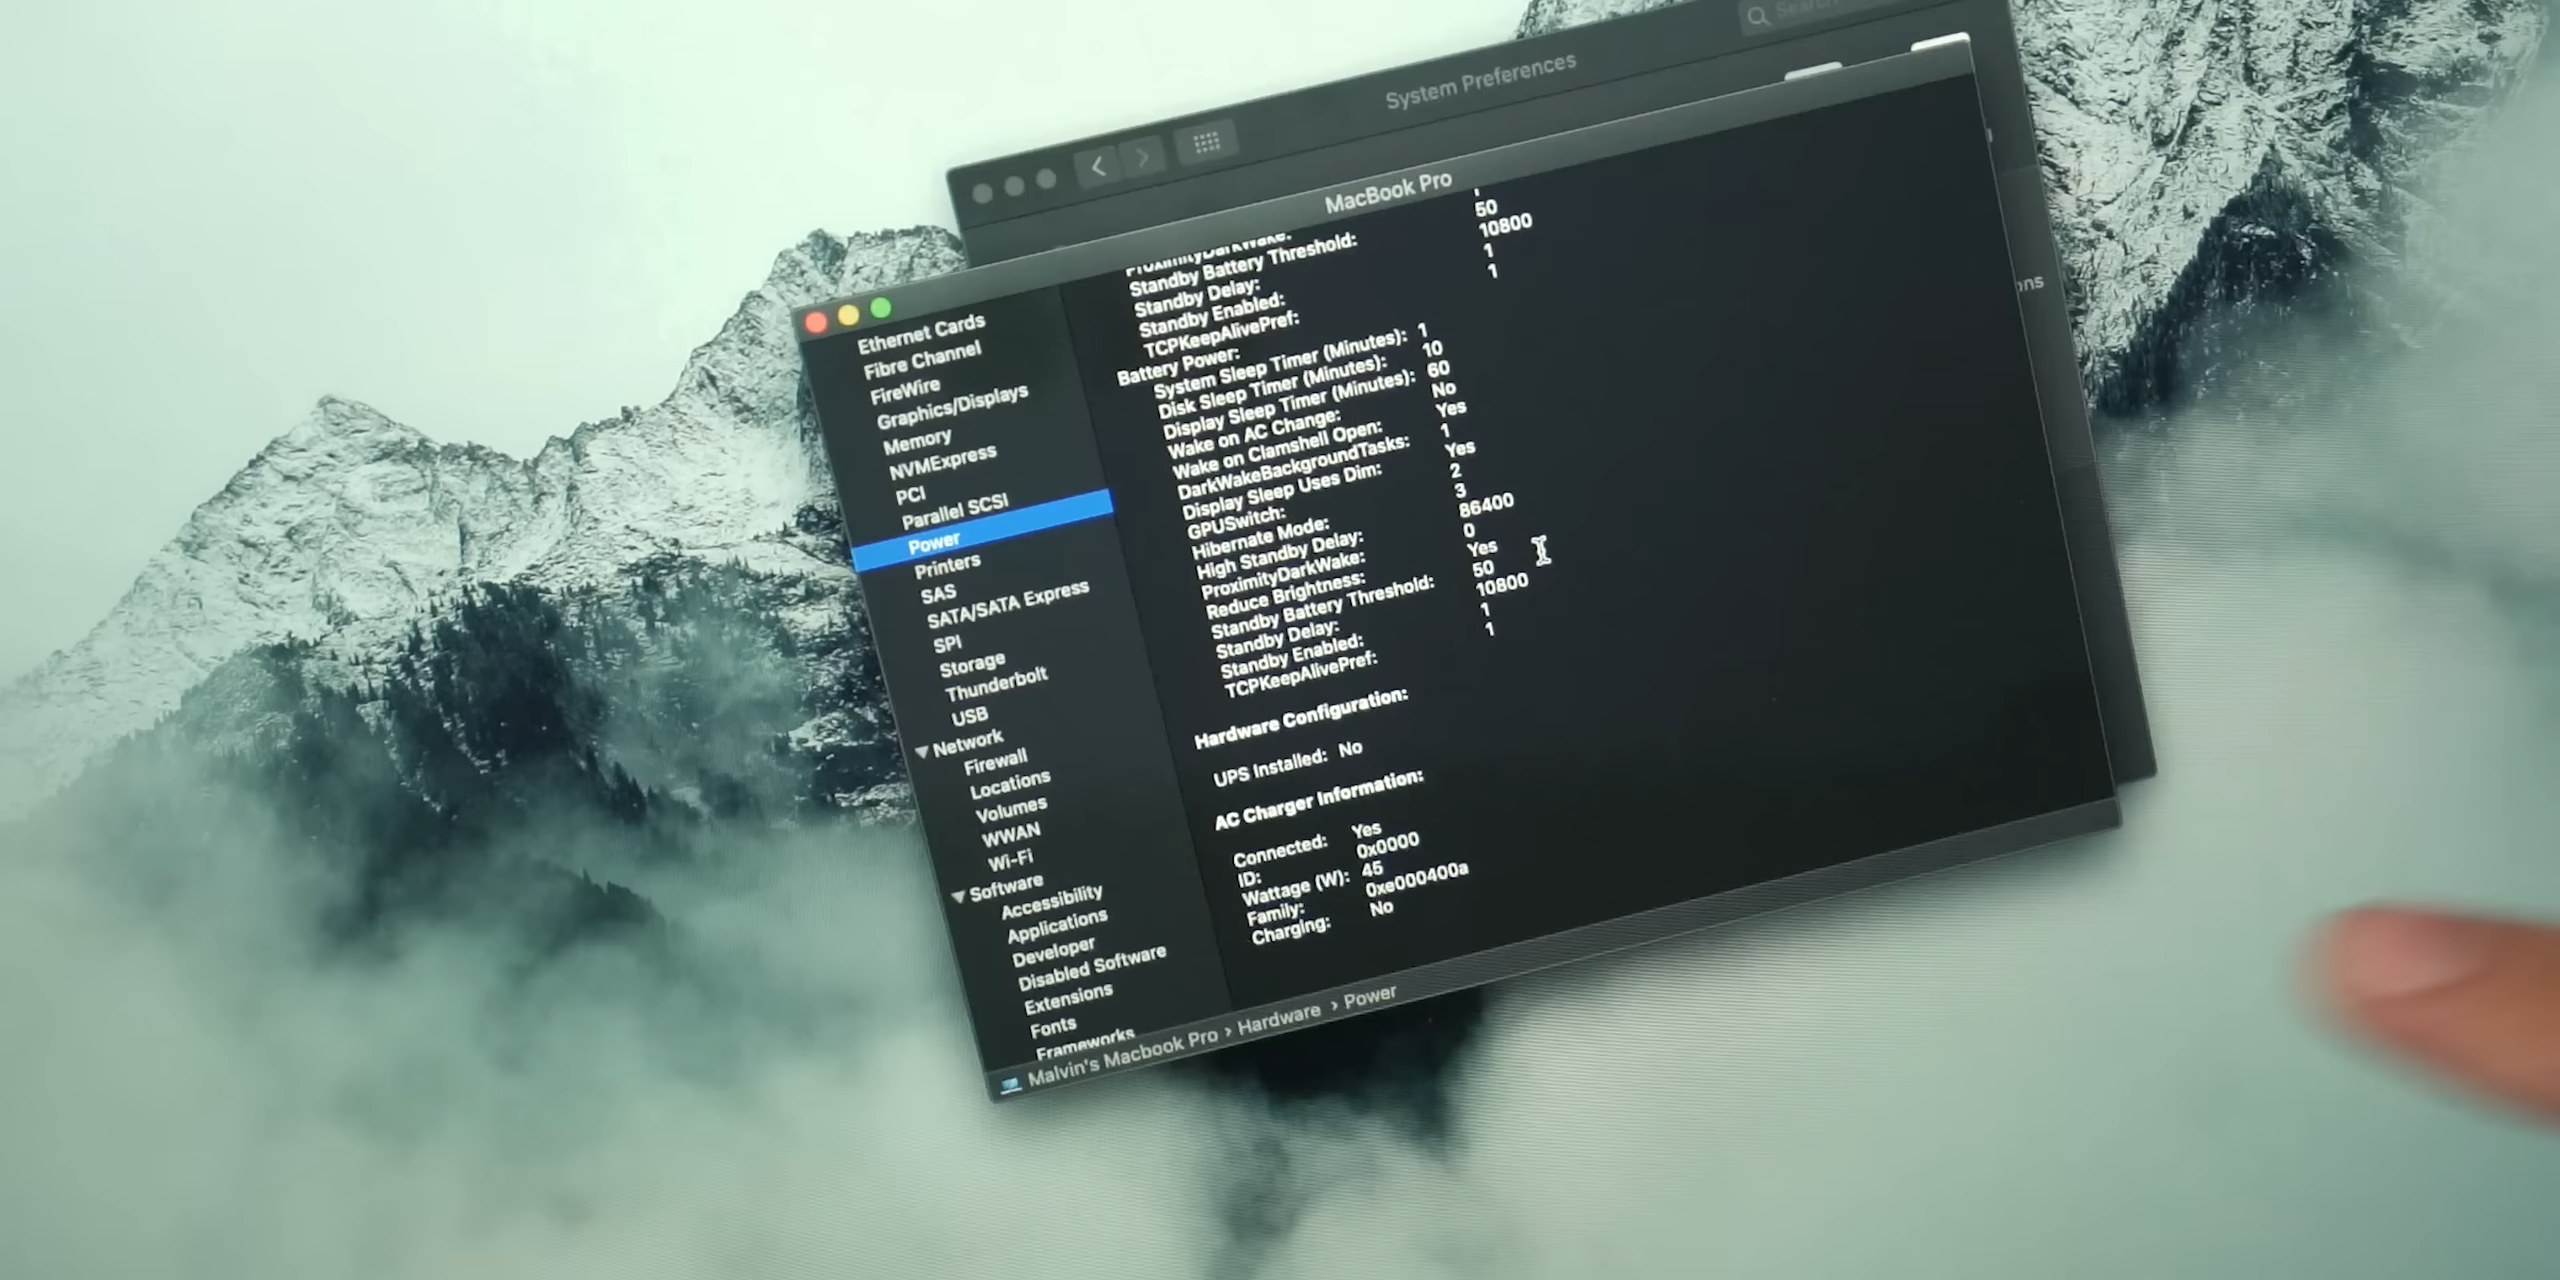 Search
System Preferences
MacBook Pro
ons
Ethernet Cards
Fibre Channel
FireWire
Graphics/Displays
Memory
NVMExpress
PCI
Parallel SCSI
Power
Printers
SAS
SATA/SATA Express
SPI
Storage
Thunderbolt
USB
Network
Firewall
Locations
Volumes
WWAN
Wi-Fi
Software
Accessibility
Applications
Developer
Disabled Software
Extensions
Fonts
Frameworks
ProximityDarkWake: 1
Standby Battery Threshold: 50
Standby Delay: 10800
Standby Enabled: 1
TCPKeepAlivePref: 1
Battery Power:
System Sleep Timer (Minutes): 1
Disk Sleep Timer (Minutes): 10
Display Sleep Timer (Minutes): 60
Wake on AC Change: No
Wake on Clamshell Open: Yes
DarkWakeBackgroundTasks: 1
Display Sleep Uses Dim: Yes
GPUSwitch: 2
Hibernate Mode: 3
High Standby Delay: 86400
ProximityDarkWake: 0
Reduce Brightness: Yes
Standby Battery Threshold: 50
Standby Delay: 10800
Standby Enabled: 1
TCPKeepAlivePref: 1
Hardware Configuration:
UPS Installed: No
AC Charger Information:
Connected: Yes
ID: 0x0000
Wattage (W): 45
Family: 0xe000400a
Charging: No
Malvin's Macbook Pro › Hardware › Power